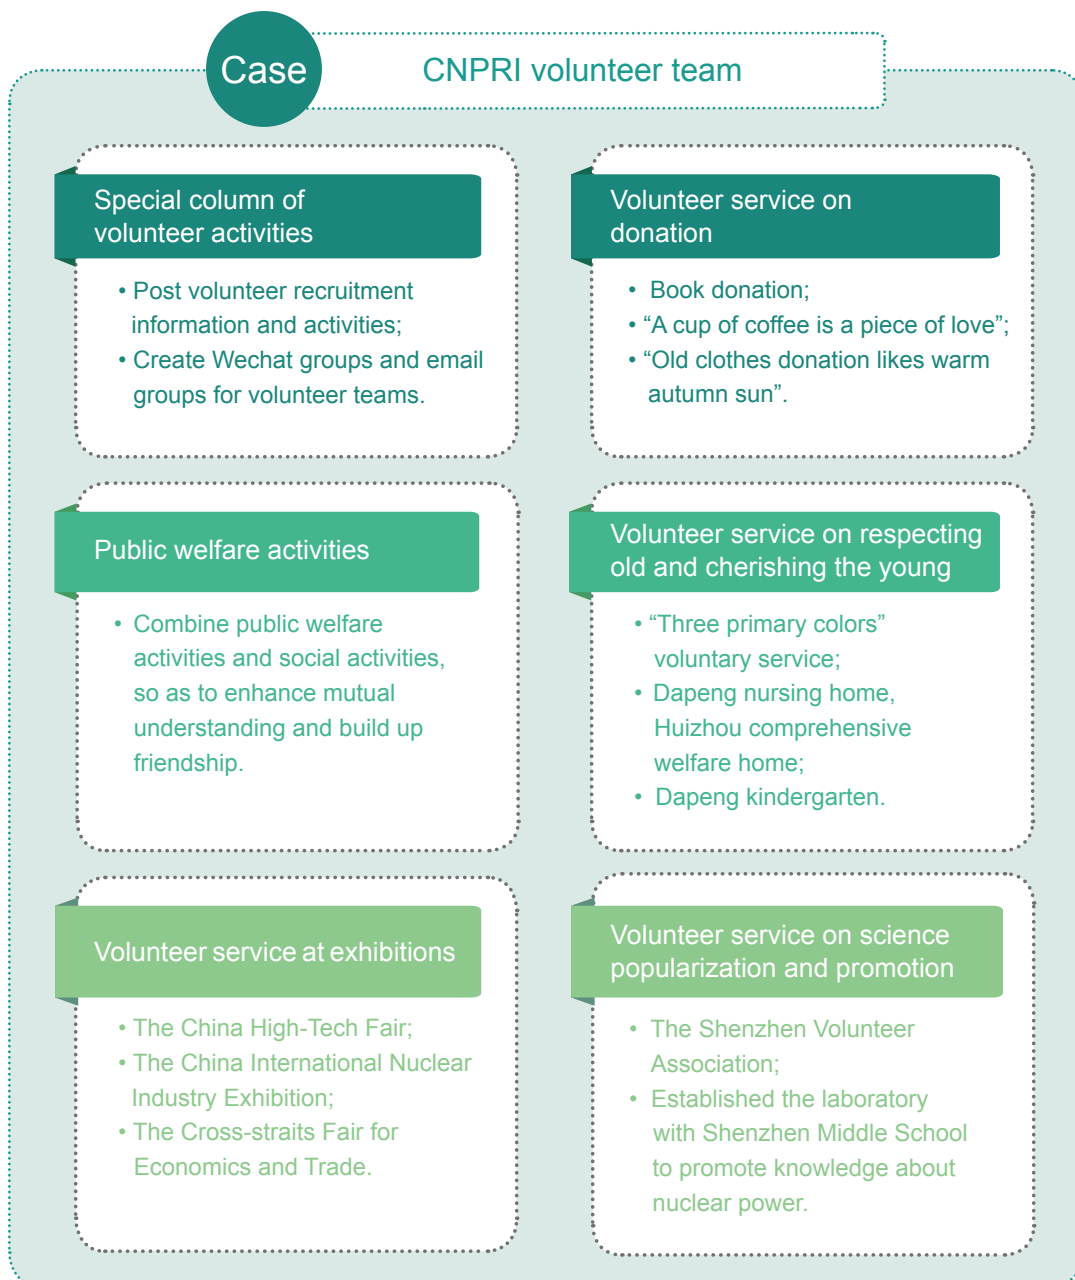 Case
CNPRI volunteer team
Special column of
volunteer activities
• Post volunteer recruitment
information and activities;
• Create Wechat groups and email
groups for volunteer teams.
Volunteer service on
donation
• Book donation;
• “A cup of coffee is a piece of love”;
• “Old clothes donation likes warm
autumn sun”.
Public welfare activities
• Combine public welfare
activities and social activities,
so as to enhance mutual
understanding and build up
friendship.
Volunteer service on respecting
old and cherishing the young
• “Three primary colors”
voluntary service;
• Dapeng nursing home,
Huizhou comprehensive
welfare home;
• Dapeng kindergarten.
Volunteer service at exhibitions
• The China High-Tech Fair;
• The China International Nuclear
Industry Exhibition;
• The Cross-straits Fair for
Economics and Trade.
Volunteer service on science
popularization and promotion
• The Shenzhen Volunteer
Association;
• Established the laboratory
with Shenzhen Middle School
to promote knowledge about
nuclear power.